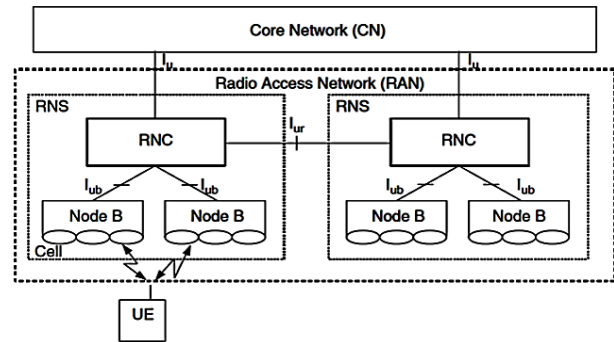 Core Network (CN)
Iu Iu
Radio Access Network (RAN)
RNS RNS
RNC Iur RNC
Iub Iub Iub Iub
Node B Node B Node B Node B
Cell
UE